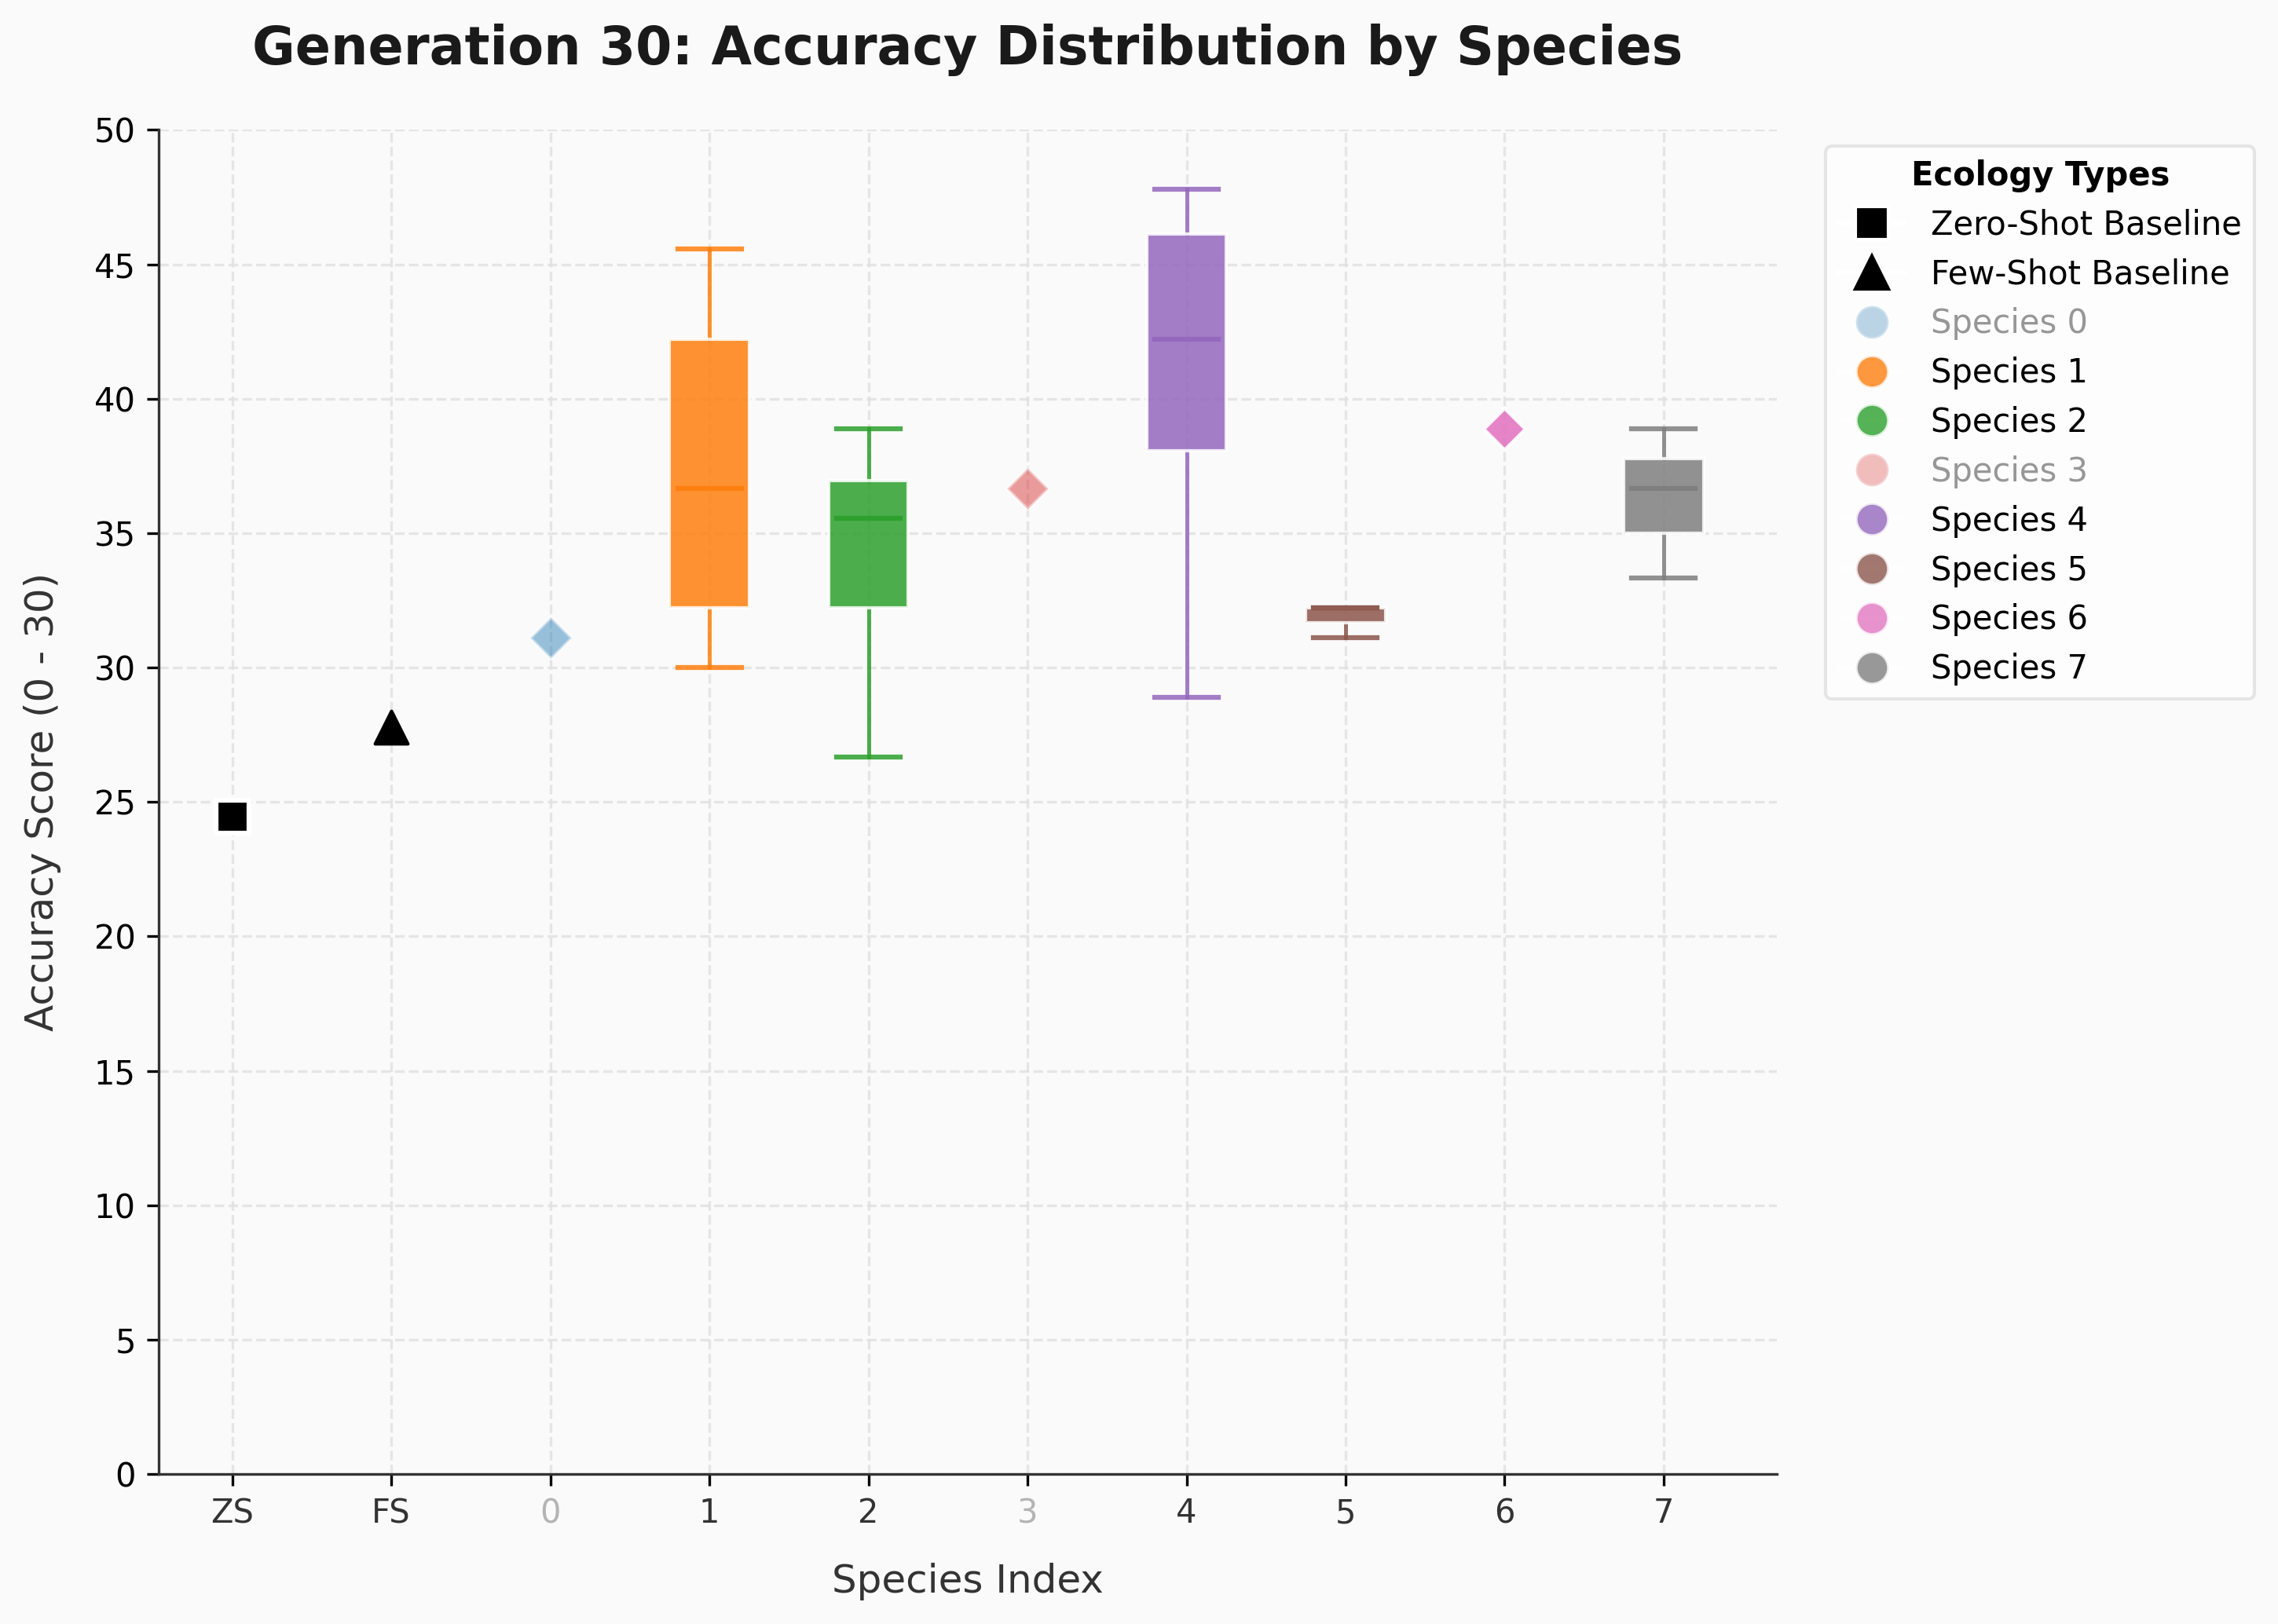 Generation 30: Accuracy Distribution by Species
Accuracy Score (0 - 30)
50
45
40
35
30
25
20
15
10
5
0
ZS FS 0 1 2 3 4 5 6 7
Species Index
Ecology Types
Zero-Shot Baseline
Few-Shot Baseline
Species 0
Species 1
Species 2
Species 3
Species 4
Species 5
Species 6
Species 7